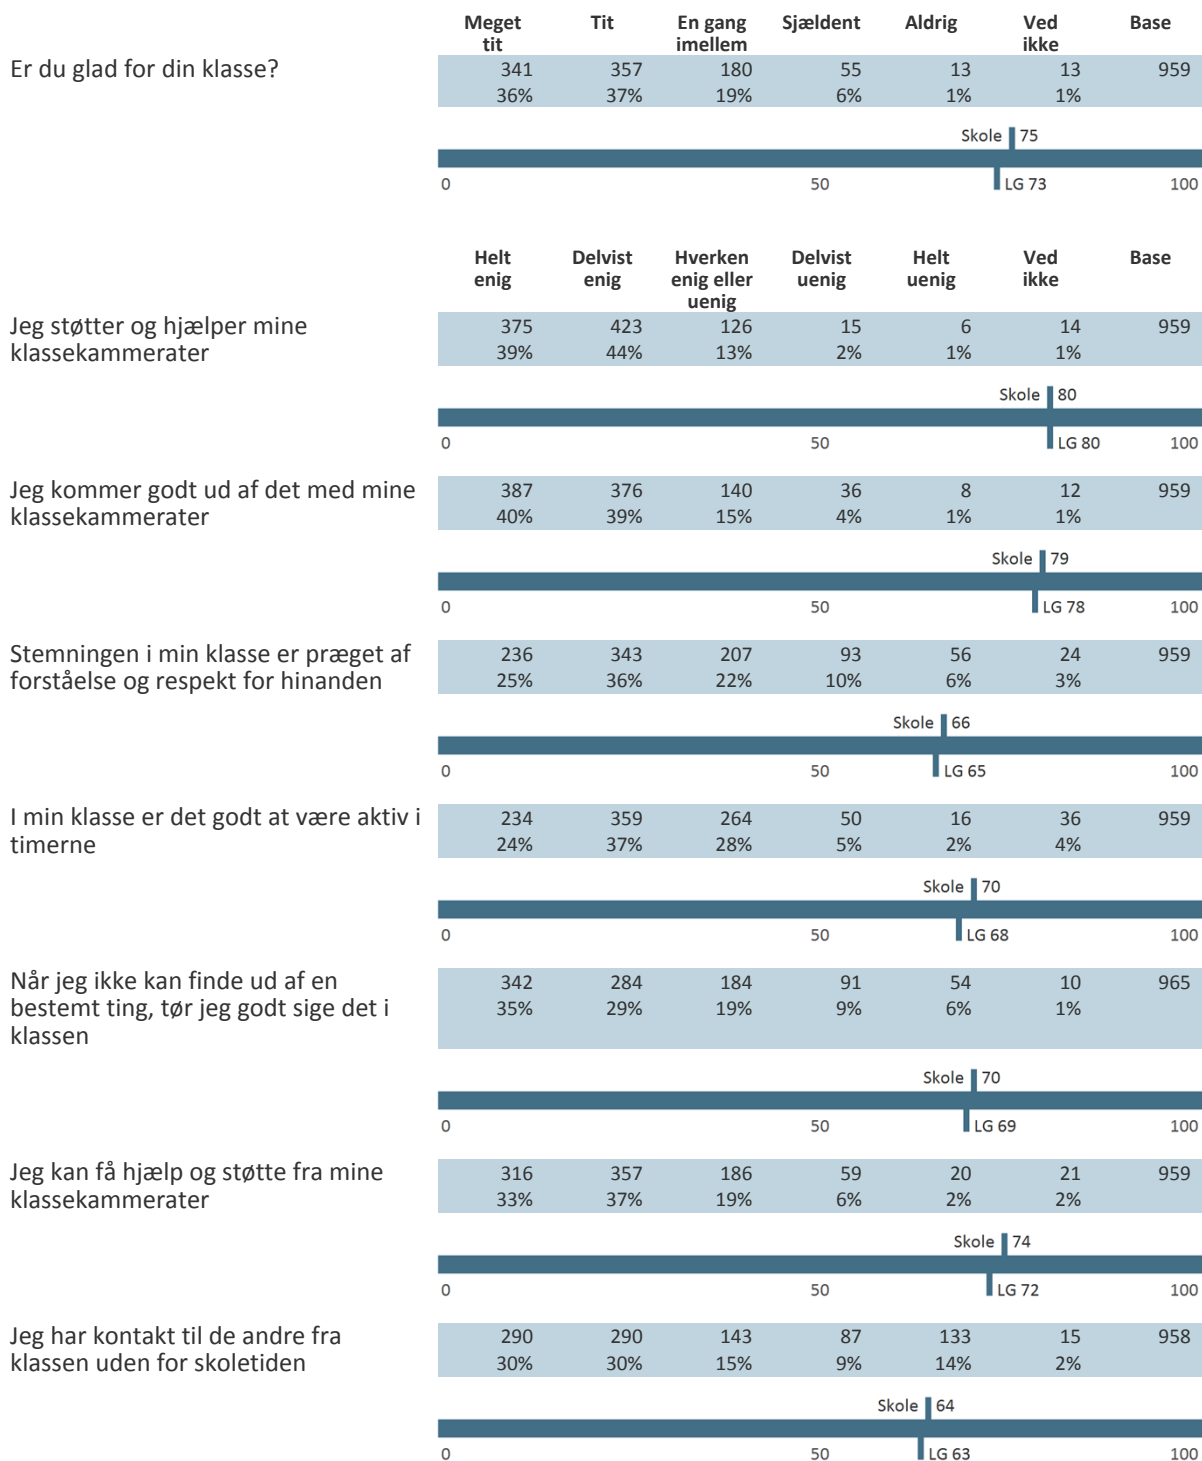 Meget tit Tit En gang imellem Sjældent Aldrig Ved ikke Base
Er du glad for din klasse? 341 357 180 55 13 13 959
36% 37% 19% 6% 1% 1%
Skole 75
0 50 LG 73 100
Helt enig Delvist enig Hverken enig eller uenig Delvist uenig Helt uenig Ved ikke Base
Jeg støtter og hjælper mine 375 423 126 15 6 14 959
klassekammerater 39% 44% 13% 2% 1% 1%
Skole 80
0 50 LG 80 100
Jeg kommer godt ud af det med mine 387 376 140 36 8 12 959
klassekammerater 40% 39% 15% 4% 1% 1%
Skole 79
0 50 LG 78 100
Stemningen i min klasse er præget af 236 343 207 93 56 24 959
forståelse og respekt for hinanden 25% 36% 22% 10% 6% 3%
Skole 66
0 50 LG 65 100
I min klasse er det godt at være aktiv i 234 359 264 50 16 36 959
timerne 24% 37% 28% 5% 2% 4%
Skole 70
0 50 LG 68 100
Når jeg ikke kan finde ud af en 342 284 184 91 54 10 965
bestemt ting, tør jeg godt sige det i 35% 29% 19% 9% 6% 1%
klassen
Skole 70
0 50 LG 69 100
Jeg kan få hjælp og støtte fra mine 316 357 186 59 20 21 959
klassekammerater 33% 37% 19% 6% 2% 2%
Skole 74
0 50 LG 72 100
Jeg har kontakt til de andre fra 290 290 143 87 133 15 958
klassen uden for skoletiden 30% 30% 15% 9% 14% 2%
Skole 64
0 50 LG 63 100